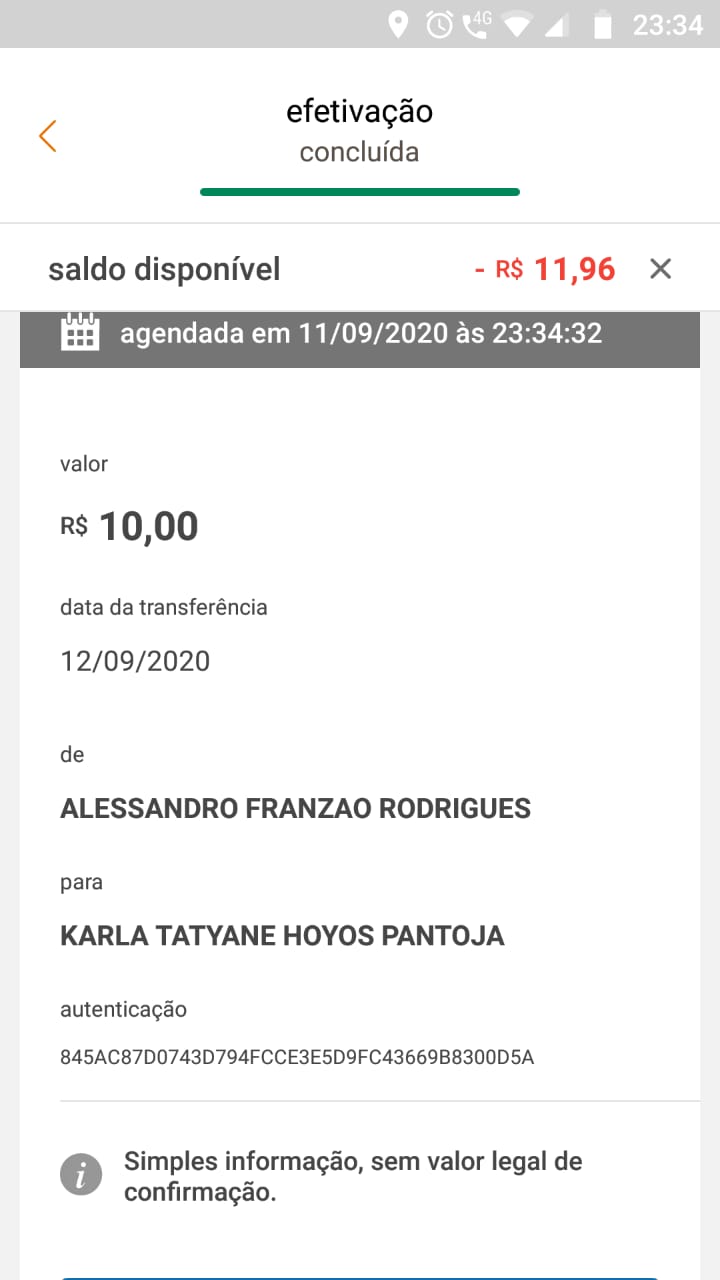 4G 23:34
efetivação
concluída
saldo disponível - R$ 11,96
agendada em 11/09/2020 às 23:34:32
valor
R$ 10,00
data da transferência
12/09/2020
de
ALESSANDRO FRANZAO RODRIGUES
para
KARLA TATYANE HOYOS PANTOJA
autenticação
845AC87D0743D794FCCE3E5D9FC43669B8300D5A
Simples informação, sem valor legal de
confirmação.